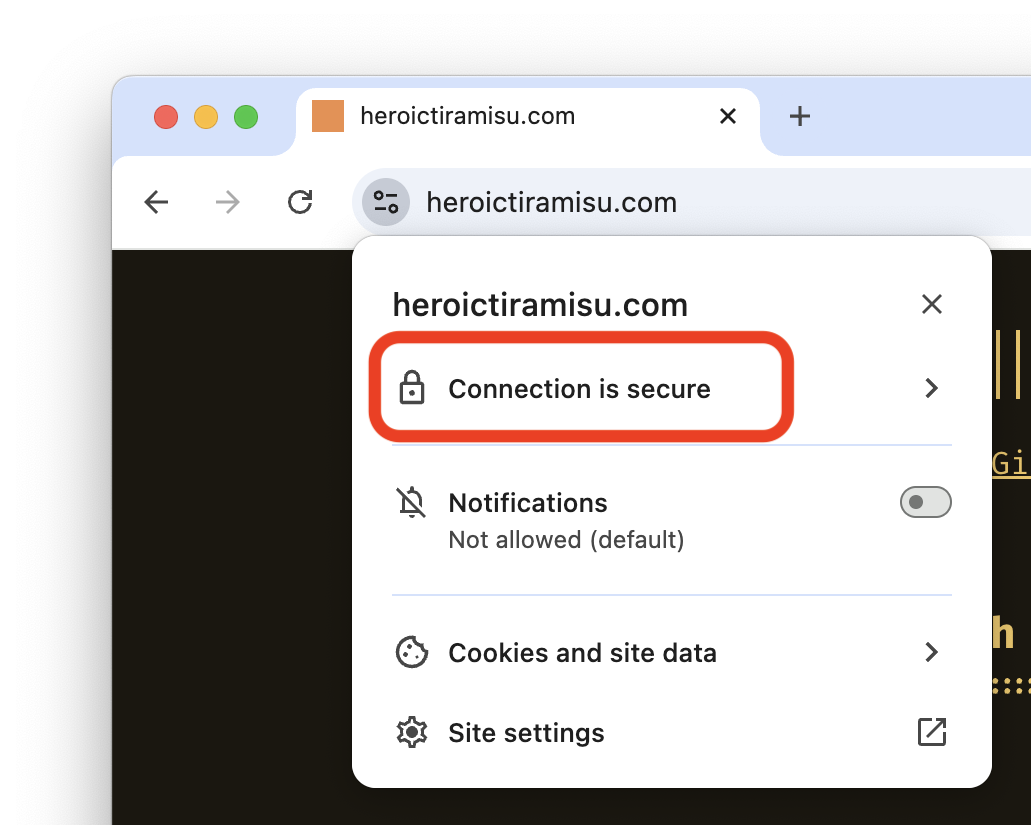 heroictiramisu.com
heroictiramisu.com
heroictiramisu.com
Connection is secure
Notifications
Not allowed (default)
Cookies and site data
Site settings